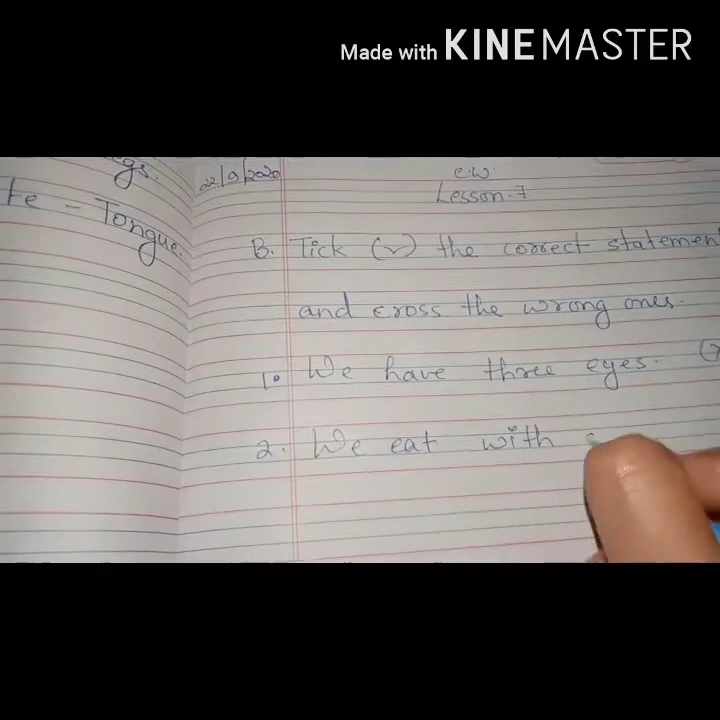 Made with KINEMASTER
gs.
te - Tongue.
22/9/2020
C.W.
Lesson-7
B. Tick (✓) the correct statement
and cross the wrong ones.
1. We have three eyes. (
2. We eat with